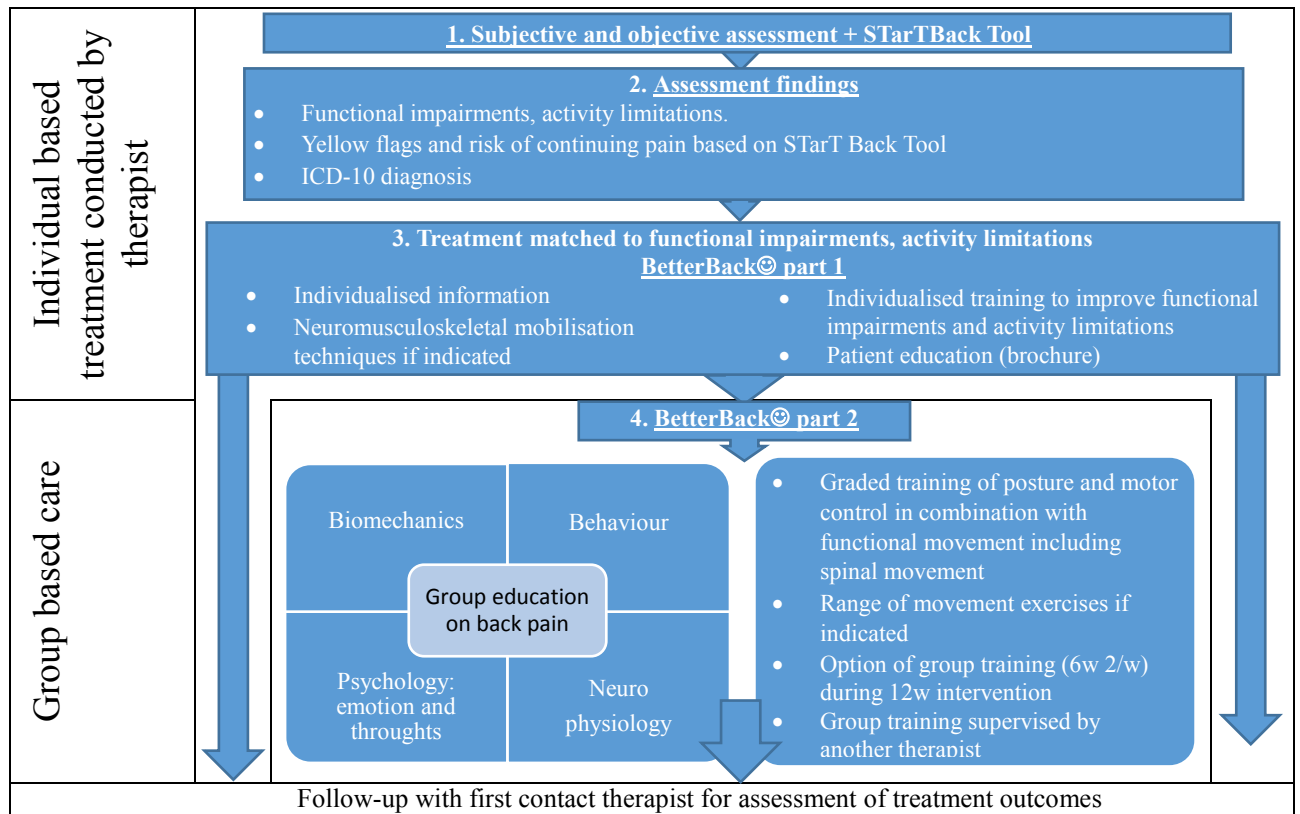 Individual based
treatment conducted by
therapist
1. Subjective and objective assessment + STarTBack Tool
2. Assessment findings
• Functional impairments, activity limitations.
• Yellow flags and risk of continuing pain based on STarT Back Tool
• ICD-10 diagnosis
3. Treatment matched to functional impairments, activity limitations
BetterBack☺ part 1
• Individualised information
• Neuromusculoskeletal mobilisation
techniques if indicated
• Individualised training to improve functional
impairments and activity limitations
• Patient education (brochure)
Group based care
4. BetterBack☺ part 2
Biomechanics
Behaviour
Group education
on back pain
Psychology:
emotion and
throughts
Neuro
physiology
• Graded training of posture and motor
control in combination with
functional movement including
spinal movement
• Range of movement exercises if
indicated
• Option of group training (6w 2/w)
during 12w intervention
• Group training supervised by
another therapist
Follow-up with first contact therapist for assessment of treatment outcomes